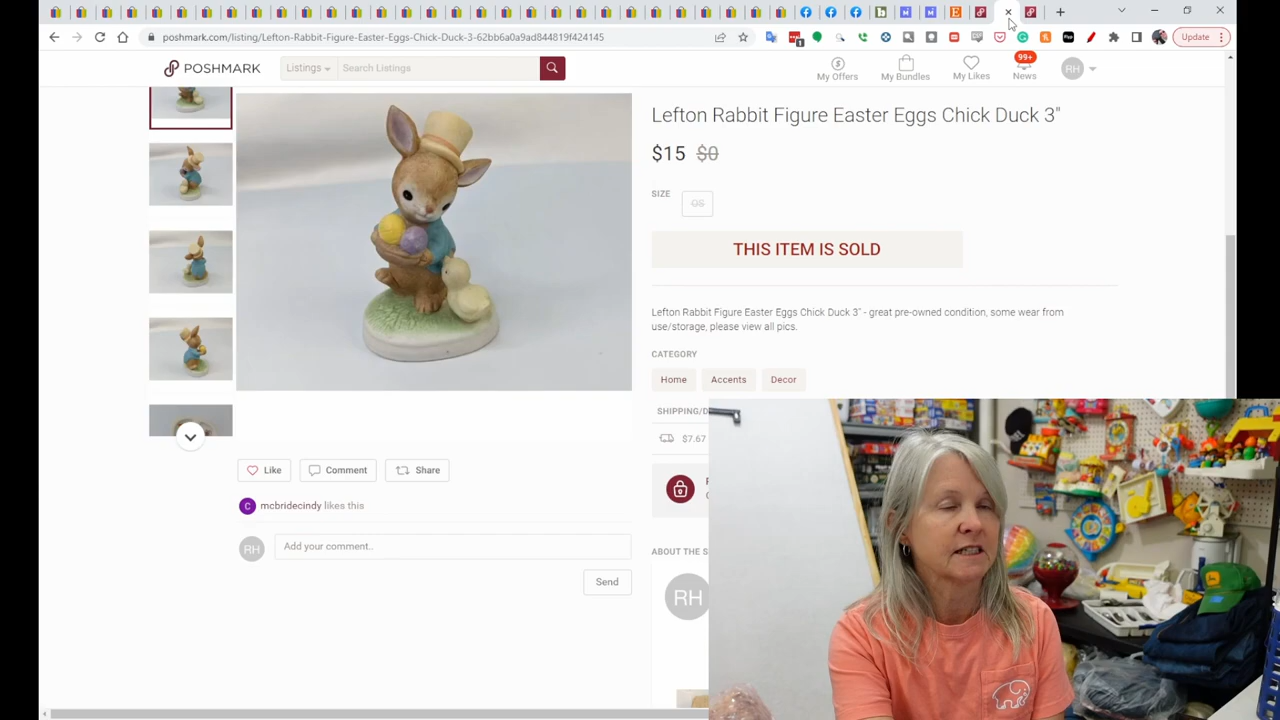 Update
poshmark.com/listing/Lefton-Rabbit-Figure-Easter-Eggs-Chick-Duck-3-62bb6a0a9ad844819f424145
POSHMARK
Listings
Search Listings
My Offers
My Bundles
My Likes
99+
News
RH
Lefton Rabbit Figure Easter Eggs Chick Duck 3"
$15 $0
SIZE
OS
THIS ITEM IS SOLD
Lefton Rabbit Figure Easter Eggs Chick Duck 3" - great pre-owned condition, some wear from
use/storage, please view all pics.
CATEGORY
Home Accents Decor
SHIPPING/D
$7.67
Like Comment Share
C mcbridecindy likes this
RH Add your comment..
Send
ABOUT THE S
RH